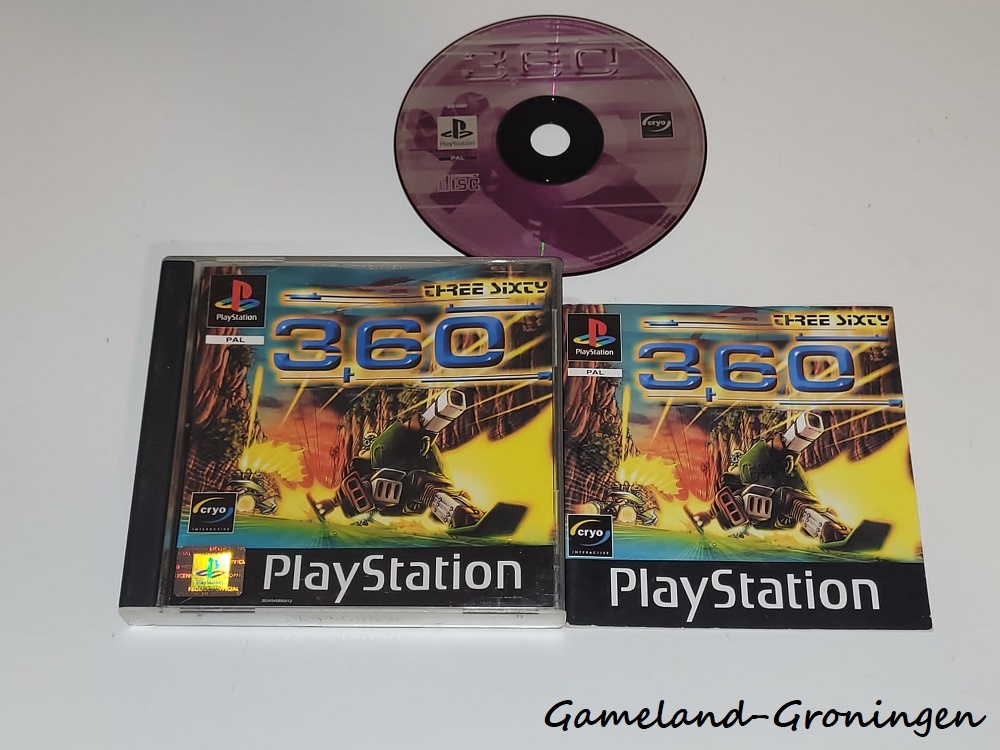 360
PlayStation
PAL
disc
cryo
PlayStation
PAL
THREE SiXTY
360
cryo
INTERACTIVE
PlayStation
PlayStation
PAL
THREE SiXTY
360
cryo
INTERACTIVE
PlayStation
Gameland-Groningen